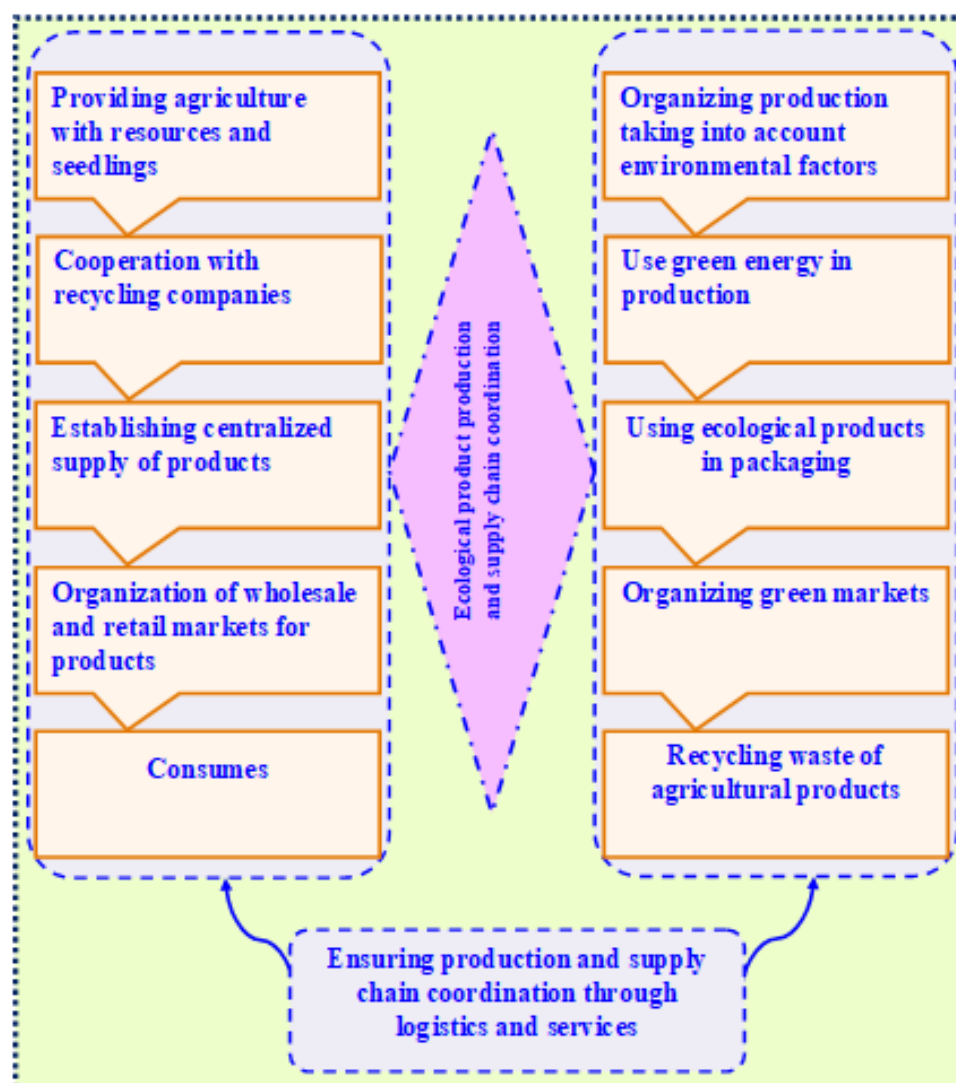 Providing agriculture
with resources and
seedlings
Cooperation with
recycling companies
Establishing centralized
supply of products
Organization of wholesale
and retail markets for
products
Consumes
Ecological product production
and supply chain coordination
Organizing production
taking into account
environmental factors
Use green energy in
production
Using ecological products
in packaging
Organizing green markets
Recycling waste of
agricultural products
Ensuring production and supply
chain coordination through
logistics and services